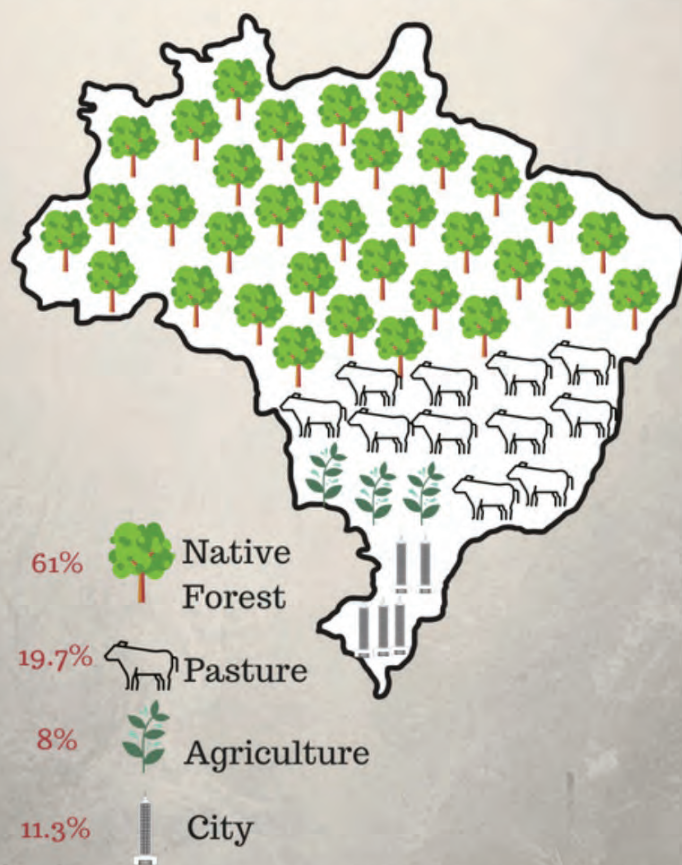 61%
Native
Forest
19.7%
Pasture
8%
Agriculture
11.3%
City